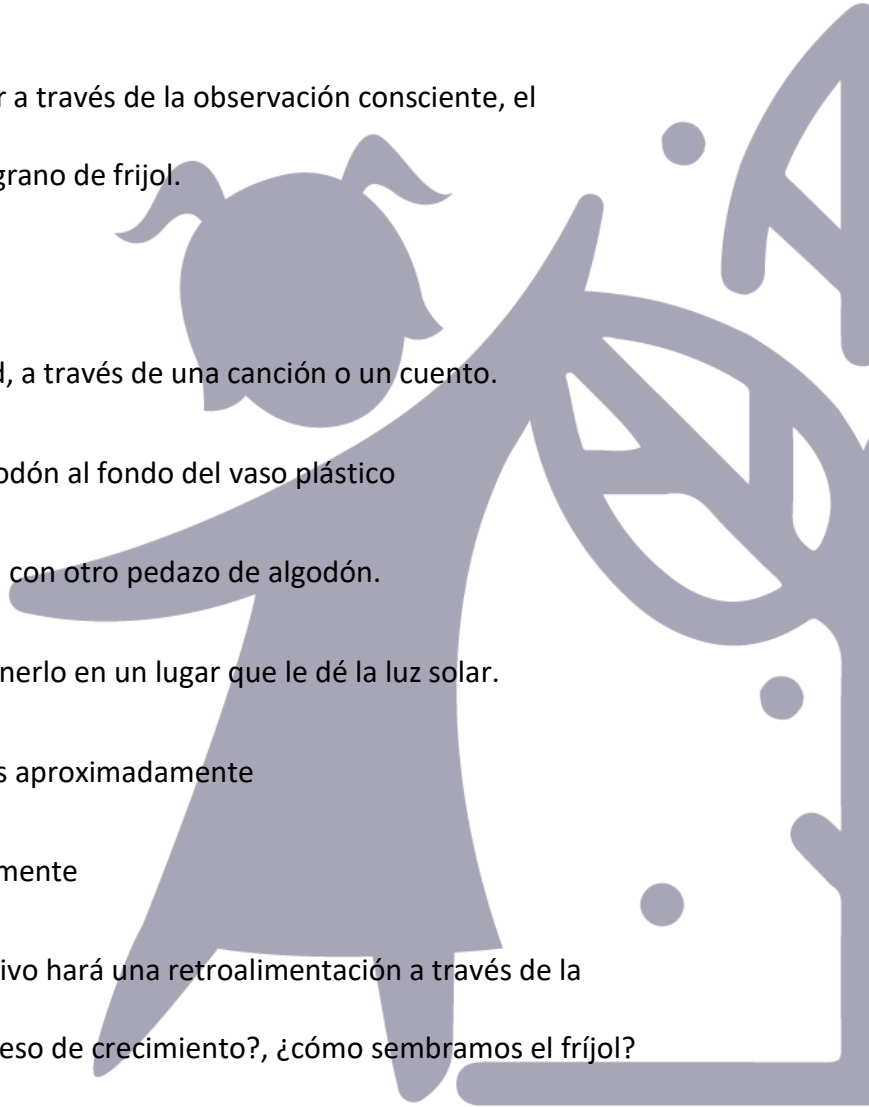 r a través de la observación consciente, el
grano de frijol.
d, a través de una canción o un cuento.
odón al fondo del vaso plástico
con otro pedazo de algodón.
nerlo en un lugar que le dé la luz solar.
s aproximadamente
mente
ivo hará una retroalimentación a través de la
eso de crecimiento?, ¿cómo sembramos el fríjol?